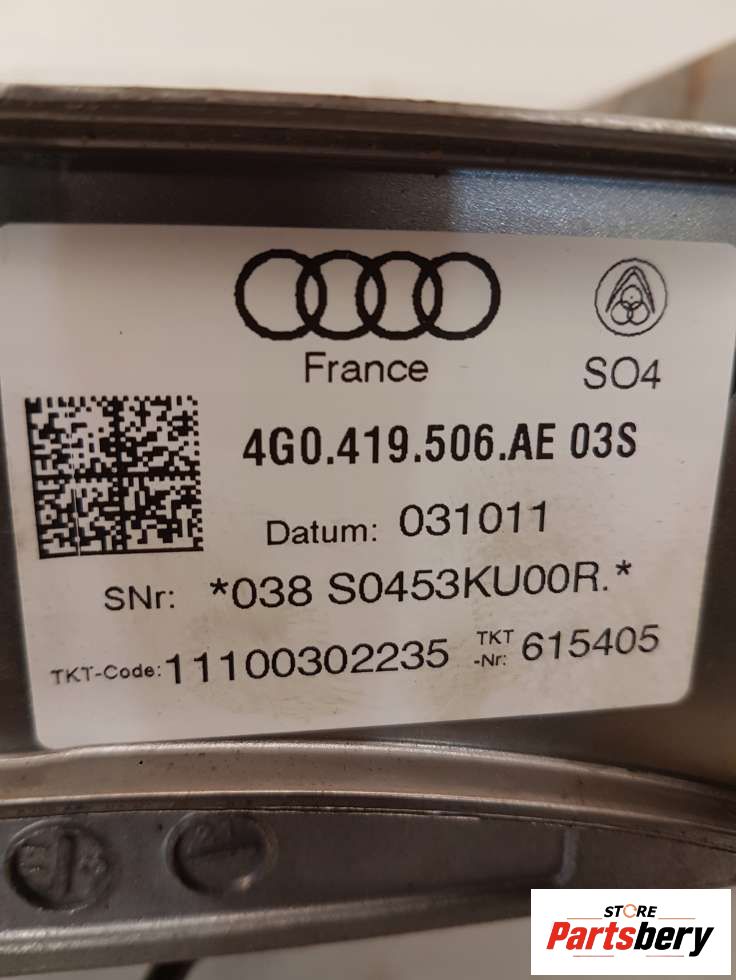 France
SO4
4G0.419.506.AE 03S
Datum: 031011
SNr: *038 S0453KU00R.*
TKT-Code: 11100302235 TKT-Nr: 615405
STORE
Partsbery